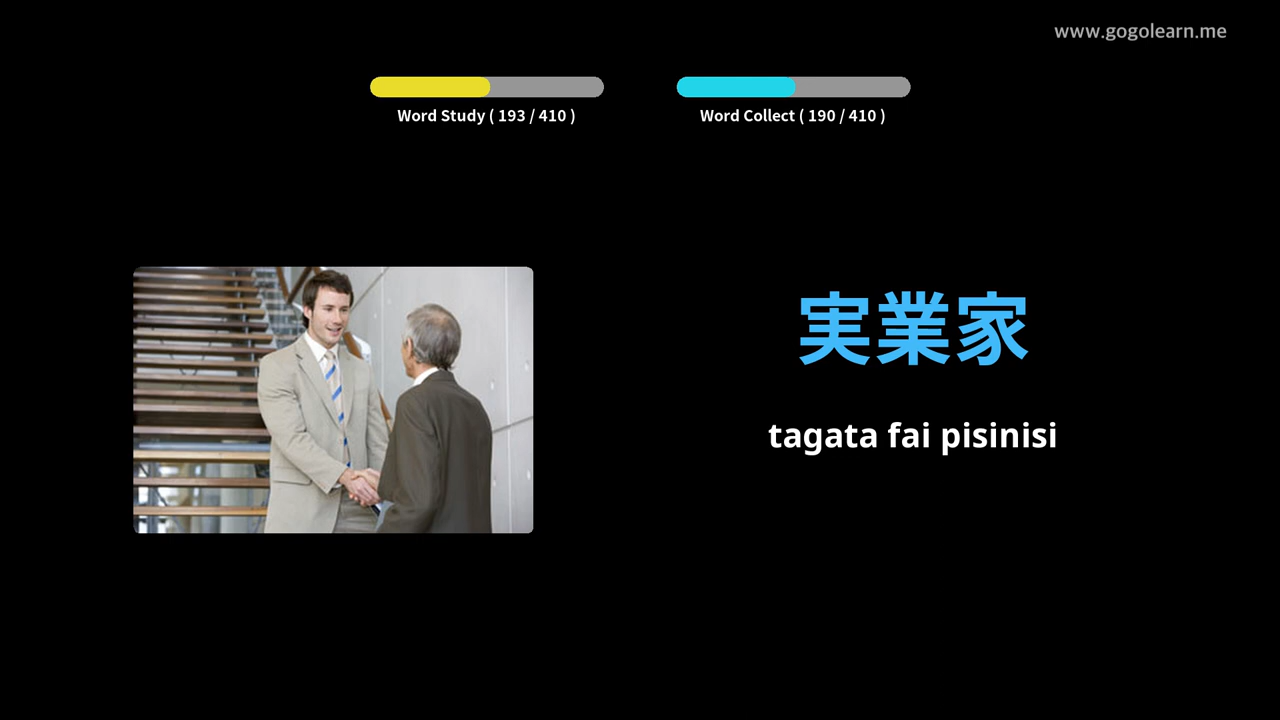 www.gogolearn.me
Word Study ( 193 / 410 )
Word Collect ( 190 / 410 )
実業家
tagata fai pisinisi